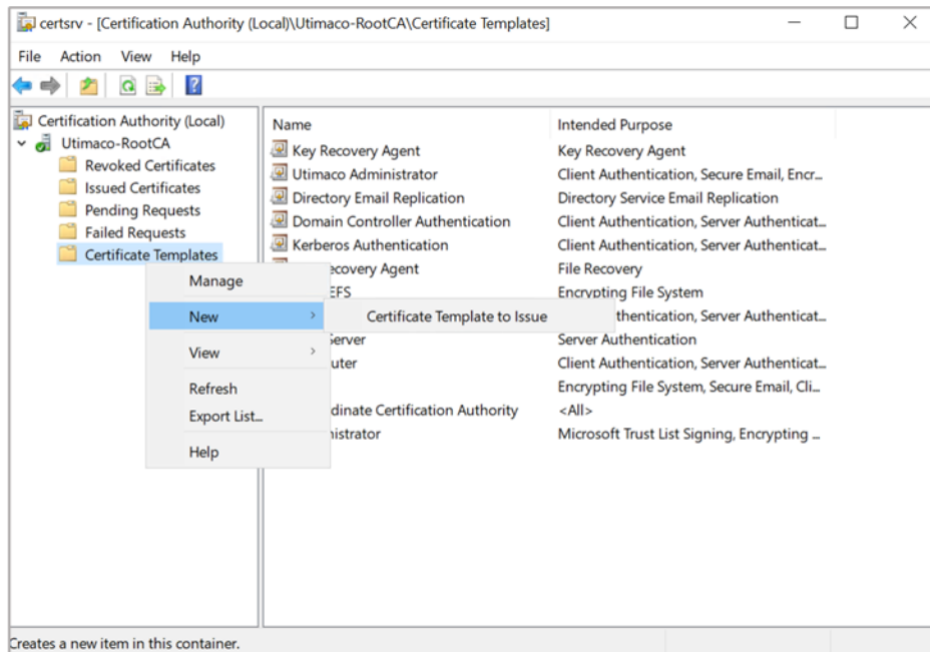 certsrv - [Certification Authority (Local)\Utimaco-RootCA\Certificate Templates]
File Action View Help
Certification Authority (Local)
Utimaco-RootCA
Revoked Certificates
Issued Certificates
Pending Requests
Failed Requests
Certificate Templates
Name Intended Purpose
Key Recovery Agent Key Recovery Agent
Utimaco Administrator Client Authentication, Secure Email, Encr...
Directory Email Replication Directory Service Email Replication
Domain Controller Authentication Client Authentication, Server Authenticat...
Kerberos Authentication Client Authentication, Server Authenticat...
ecovery Agent File Recovery
EFS Encrypting File System
thentication, Server Authenticat...
Server Server Authentication
uter Client Authentication, Server Authenticat...
Encrypting File System, Secure Email, Cli...
dinate Certification Authority <All>
istrator Microsoft Trust List Signing, Encrypting ...
Manage
New
Certificate Template to Issue
View
Refresh
Export List...
Help
Creates a new item in this container.